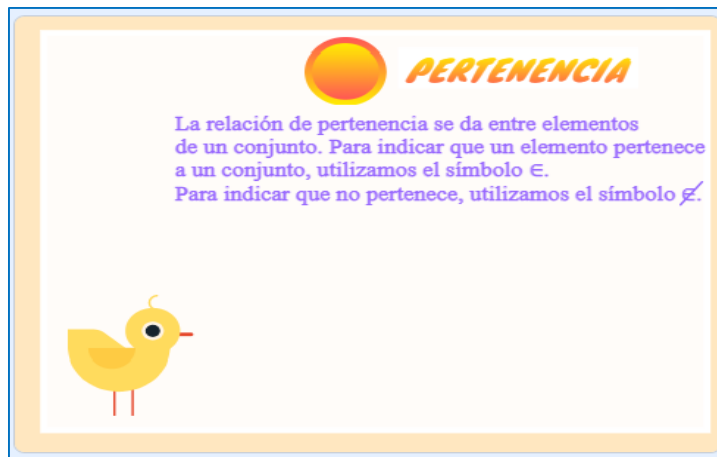 PERTENENCIA
La relación de pertenencia se da entre elementos
de un conjunto. Para indicar que un elemento pertenece
a un conjunto, utilizamos el símbolo ∈.
Para indicar que no pertenece, utilizamos el símbolo ∉.